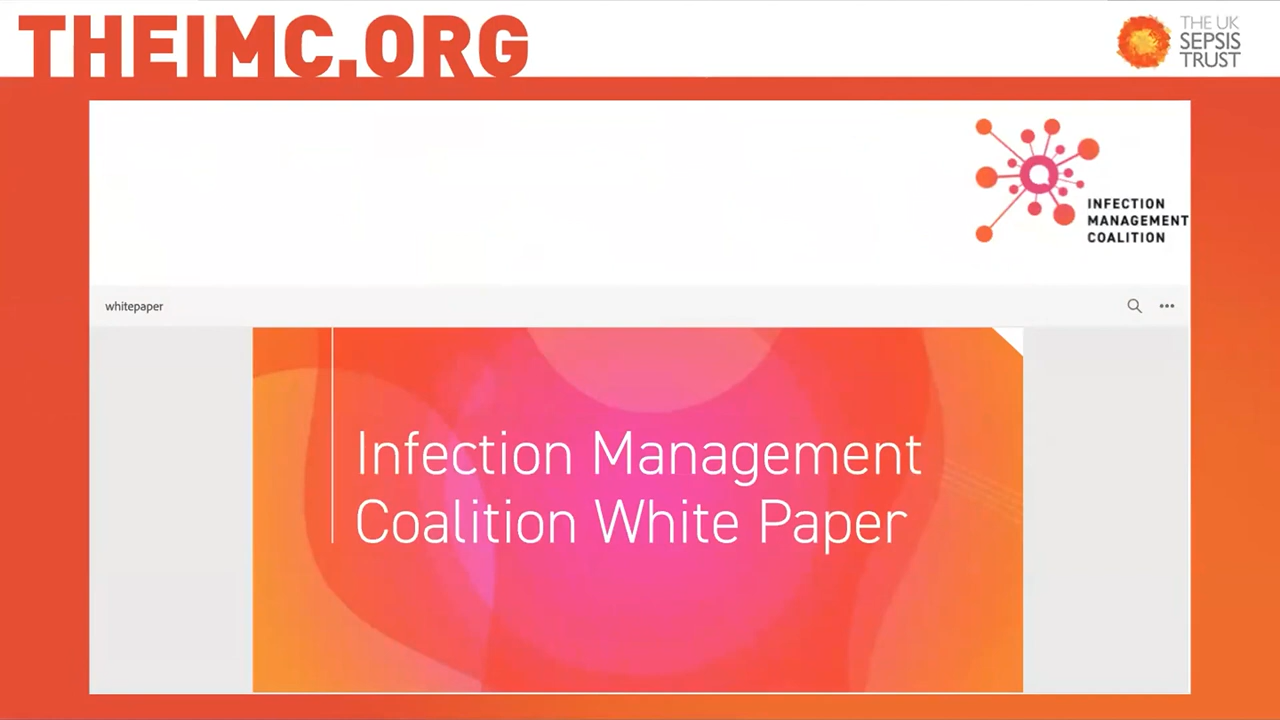 THEIMC.ORG
THE UK
SEPSIS
TRUST
INFECTION
MANAGEMENT
COALITION
whitepaper
Infection Management
Coalition White Paper